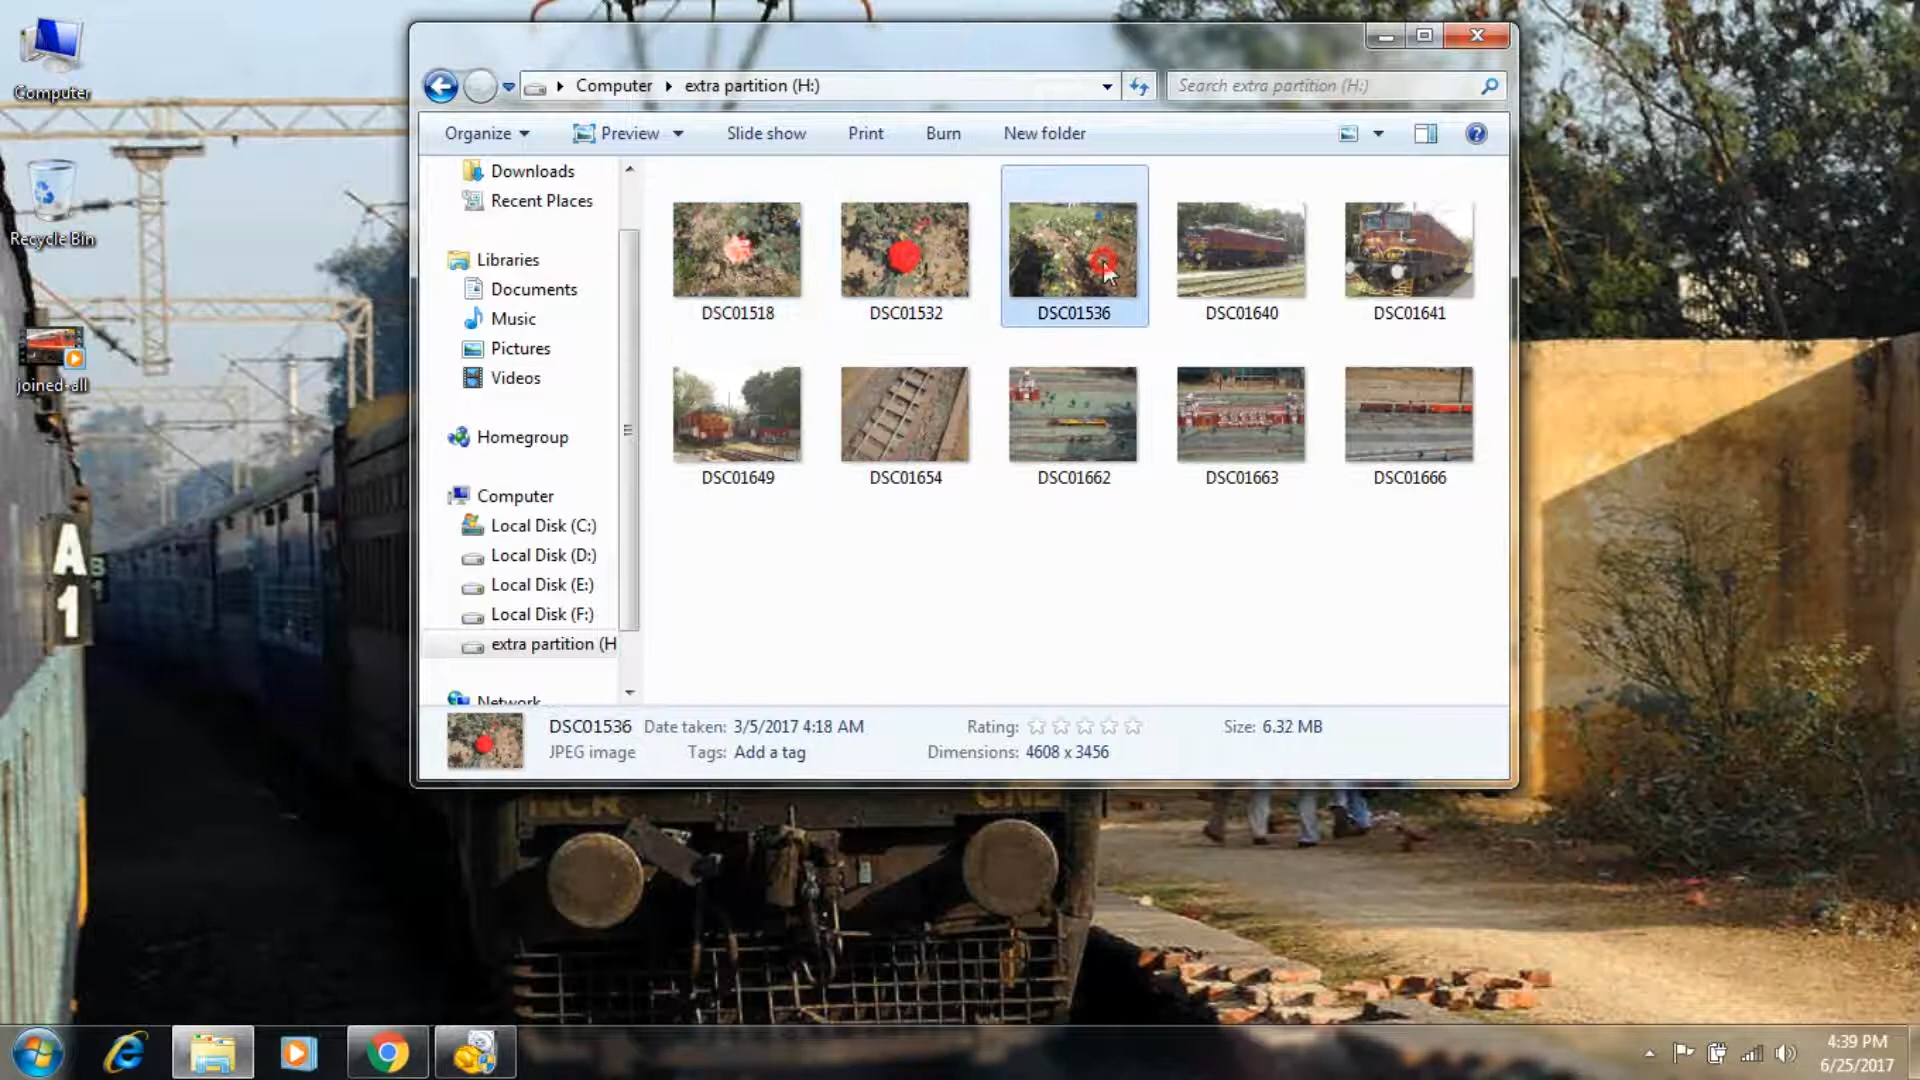 Computer
Recycle Bin
joined-all
Computer
extra partition (H:)
Search extra partition (H:)
Organize
Preview
Slide show
Print
Burn
New folder
Downloads
Recent Places
Libraries
Documents
Music
Pictures
Videos
Homegroup
Computer
Local Disk (C:)
Local Disk (D:)
Local Disk (E:)
Local Disk (F:)
extra partition (H
Network
DSC01518
DSC01532
DSC01536
DSC01640
DSC01641
DSC01649
DSC01654
DSC01662
DSC01663
DSC01666
DSC01536
Date taken: 3/5/2017 4:18 AM
Rating:
Size: 6.32 MB
JPEG image
Tags: Add a tag
Dimensions: 4608 x 3456
A
1
4:39 PM
6/25/2017